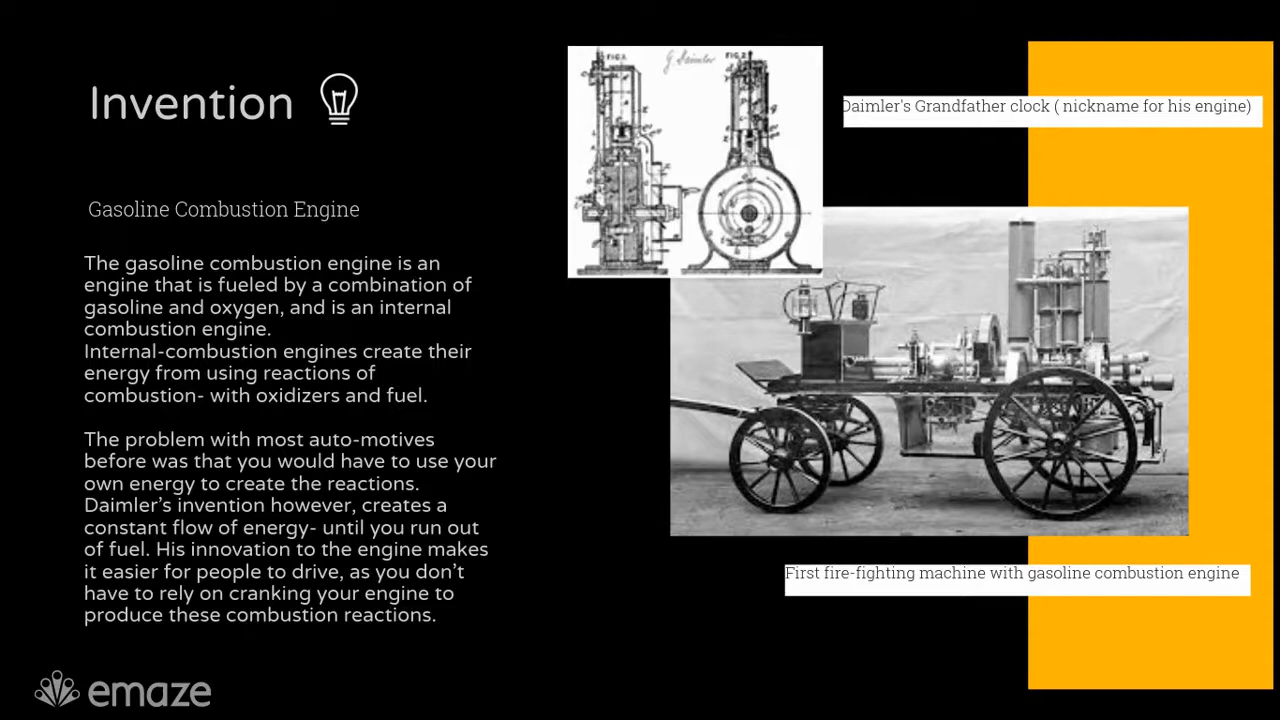 Invention
Gasoline Combustion Engine
The gasoline combustion engine is an
engine that is fueled by a combination of
gasoline and oxygen, and is an internal
combustion engine.
Internal-combustion engines create their
energy from using reactions of
combustion- with oxidizers and fuel.
The problem with most auto-motives
before was that you would have to use your
own energy to create the reactions.
Daimler's invention however, creates a
constant flow of energy- until you run out
of fuel. His innovation to the engine makes
it easier for people to drive, as you don't
have to rely on cranking your engine to
produce these combustion reactions.
FIG.1.
G Daimler
FIG.2
Daimler's Grandfather clock ( nickname for his engine)
First fire-fighting machine with gasoline combustion engine
emaze